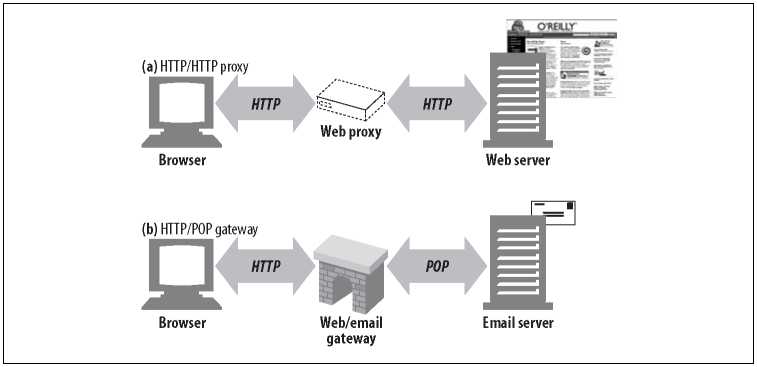 O'REILLY
(a) HTTP/HTTP proxy
HTTP
HTTP
Web proxy
Browser
Web server
(b) HTTP/POP gateway
HTTP
POP
Browser
Web/email
gateway
Email server